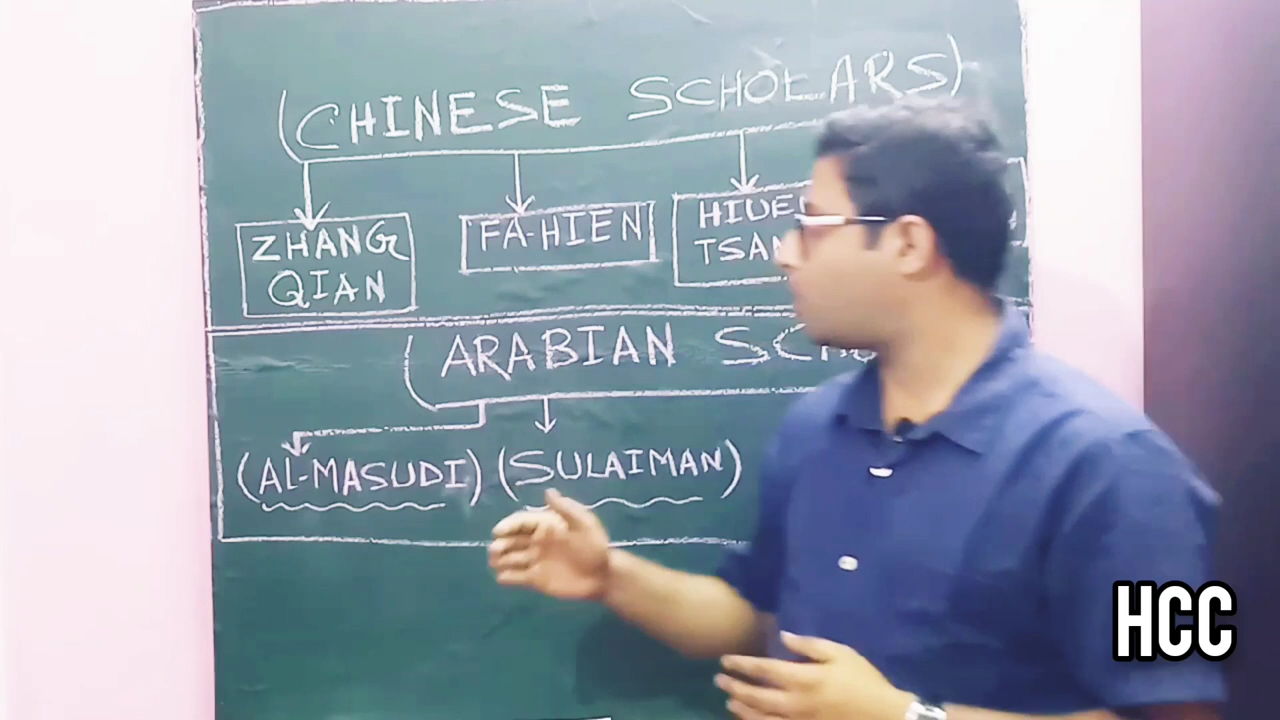 (CHINESE SCHOLARS)
ZHANG
QIAN
FA-HIEN
ARABIAN
(AL-MASUDI) (SULAIMAN)
HCC